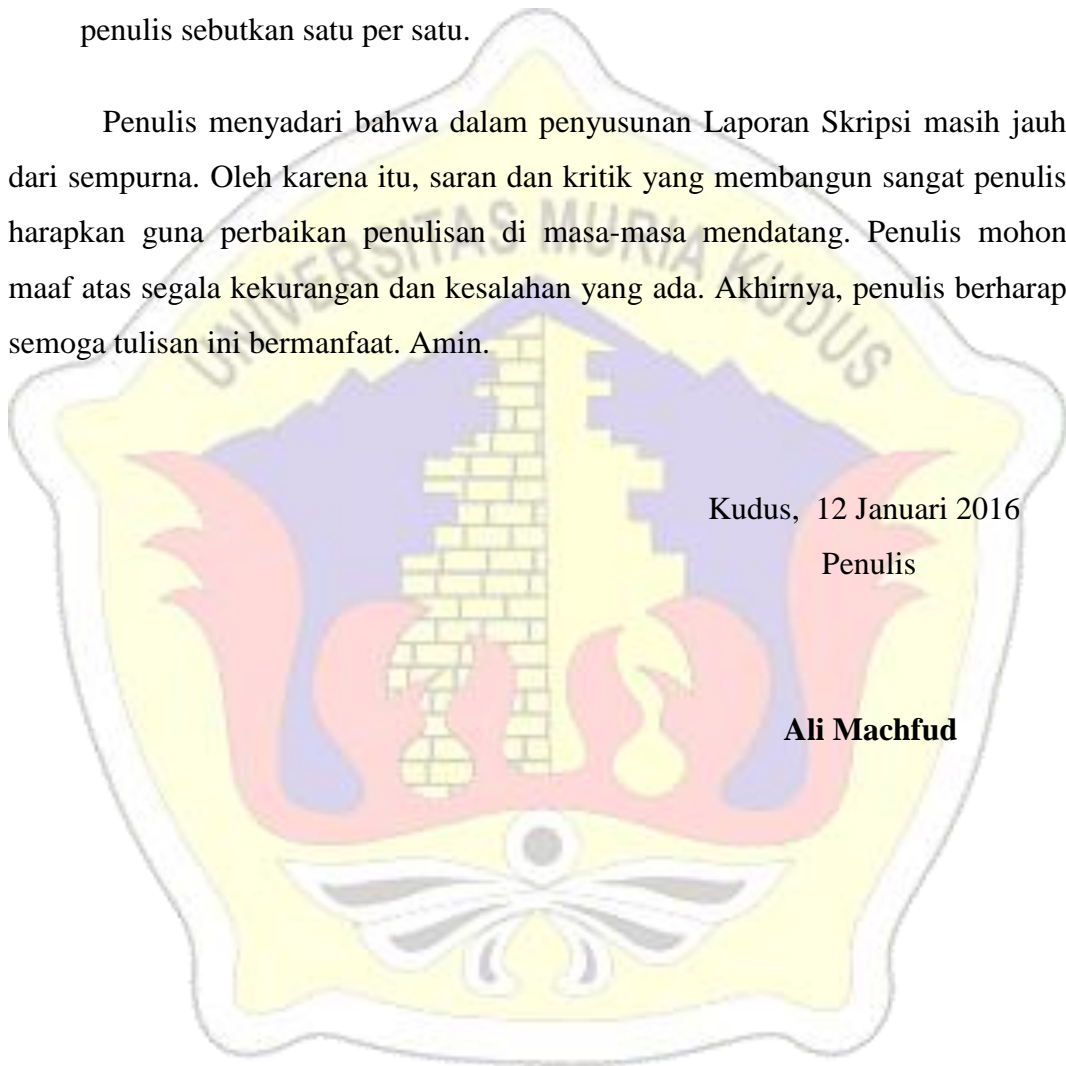 penulis sebutkan satu per satu.
Penulis menyadari bahwa dalam penyusunan Laporan Skripsi masih jauh
dari sempurna. Oleh karena itu, saran dan kritik yang membangun sangat penulis
harapkan guna perbaikan penulisan di masa-masa mendatang. Penulis mohon
maaf atas segala kekurangan dan kesalahan yang ada. Akhirnya, penulis berharap
semoga tulisan ini bermanfaat. Amin.
UNIVERSITAS MURIA KUDUS
Kudus, 12 Januari 2016
Penulis
Ali Machfud